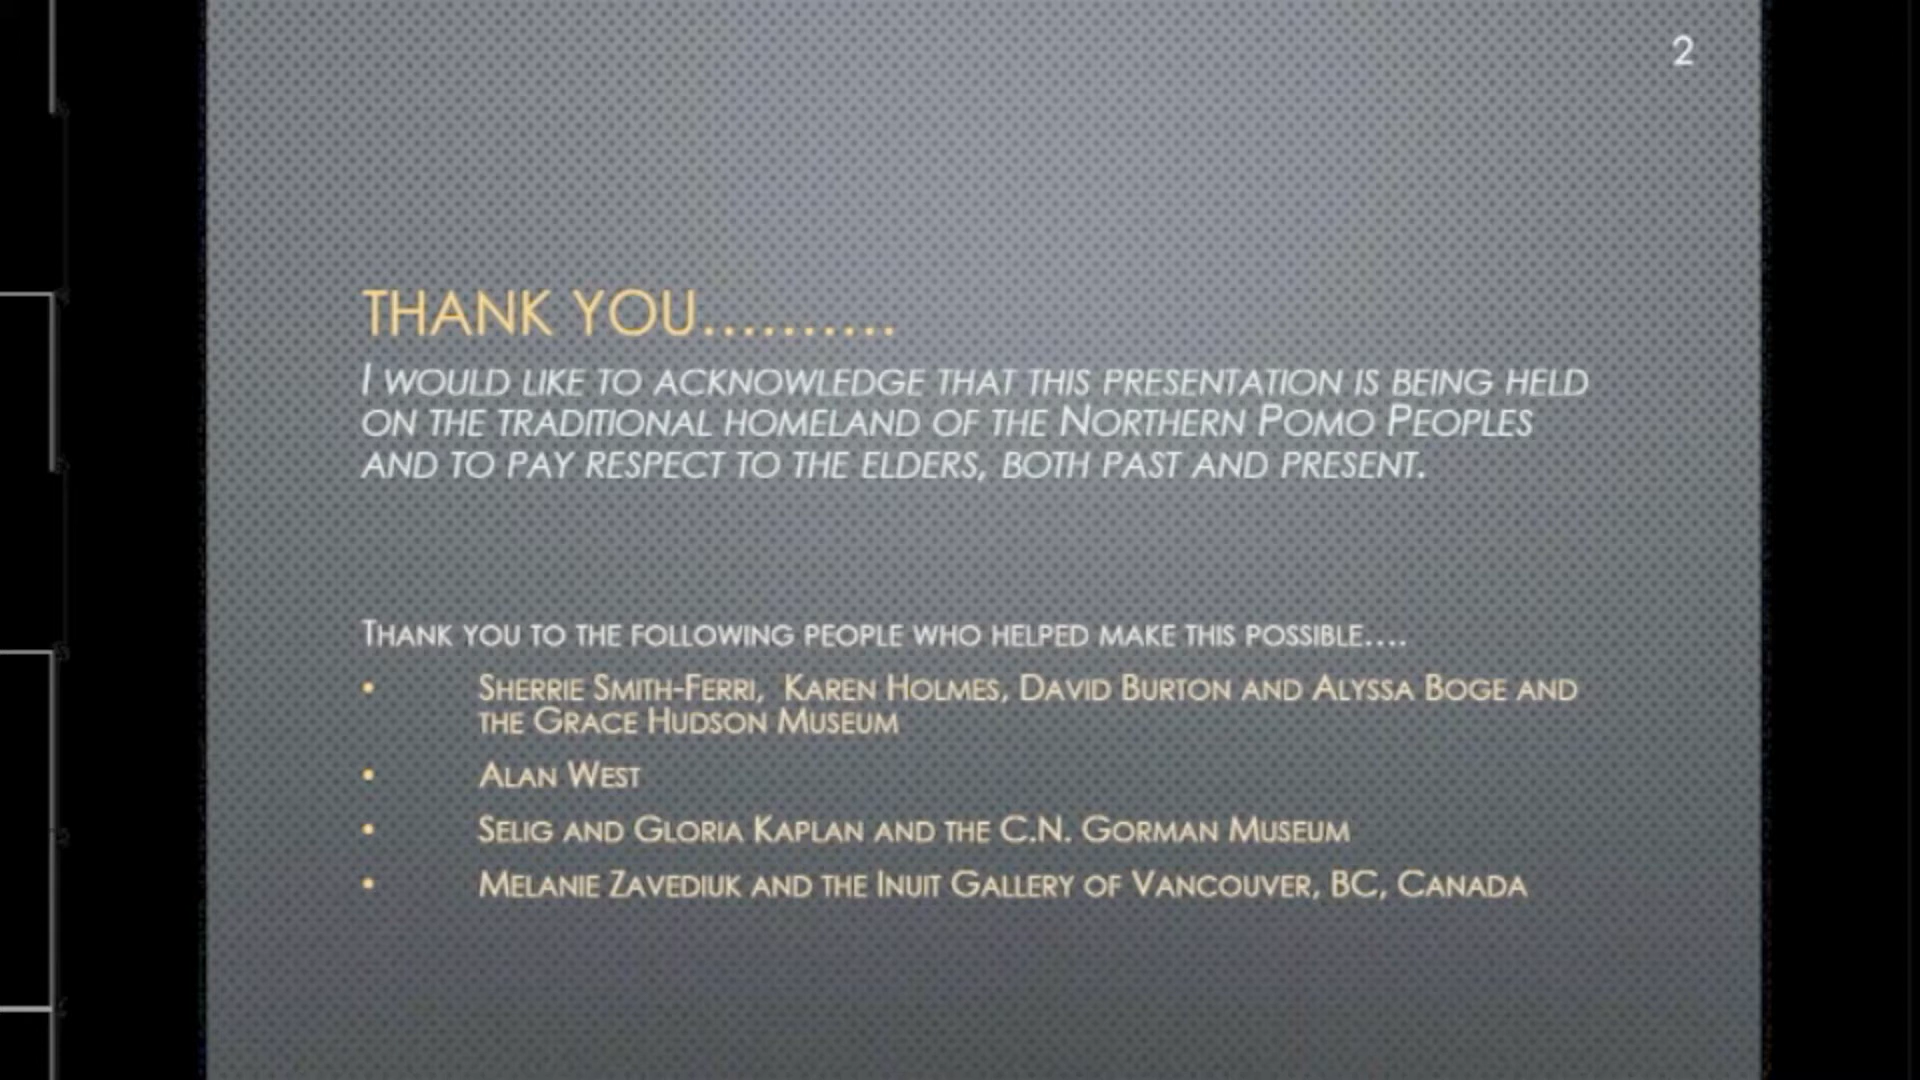 2
THANK YOU..........
I WOULD LIKE TO ACKNOWLEDGE THAT THIS PRESENTATION IS BEING HELD
ON THE TRADITIONAL HOMELAND OF THE NORTHERN POMO PEOPLES
AND TO PAY RESPECT TO THE ELDERS, BOTH PAST AND PRESENT.
THANK YOU TO THE FOLLOWING PEOPLE WHO HELPED MAKE THIS POSSIBLE....
• SHERRIE SMITH-FERRI, KAREN HOLMES, DAVID BURTON AND ALYSSA BOGE AND
THE GRACE HUDSON MUSEUM
• ALAN WEST
• SELIG AND GLORIA KAPLAN AND THE C.N. GORMAN MUSEUM
• MELANIE ZAVEDIUK AND THE INUIT GALLERY OF VANCOUVER, BC, CANADA